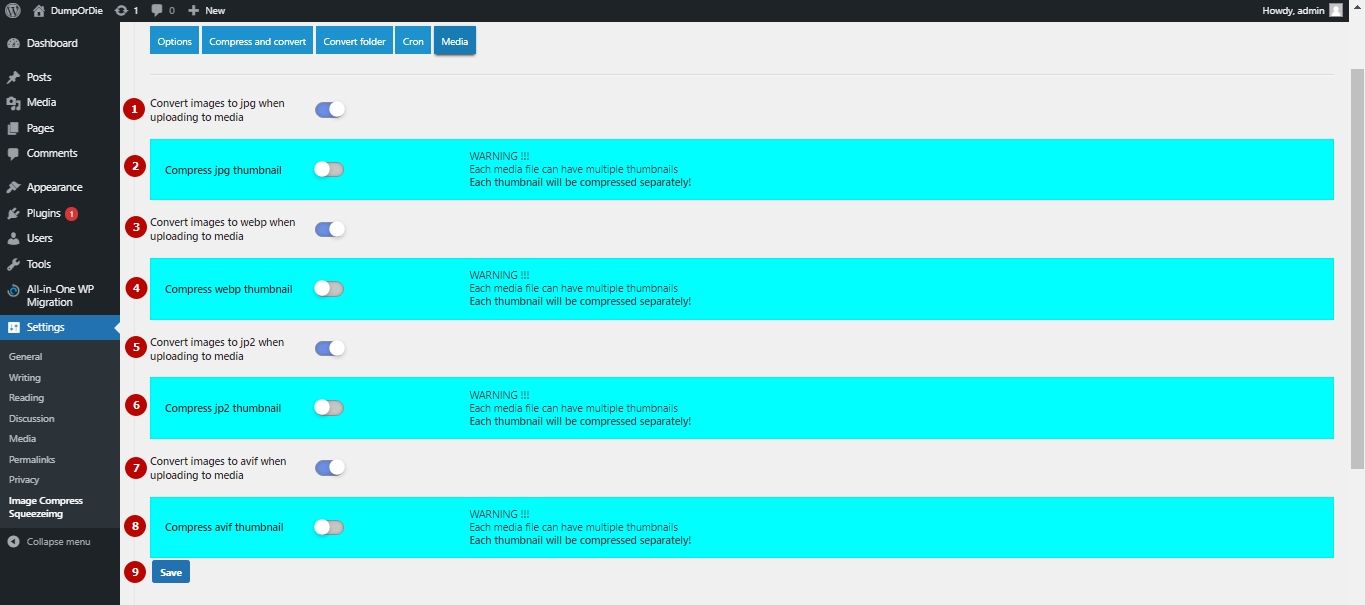 DumpOrDie 1 0 New Howdy, admin
Dashboard
Posts
Media
Pages
Comments
Appearance
Plugins 1
Users
Tools
All-in-One WP
Migration
Settings
General
Writing
Reading
Discussion
Media
Permalinks
Privacy
Image Compress
Squeezeimg
Collapse menu
Options Compress and convert Convert folder Cron Media
1 Convert images to jpg when
uploading to media
2 Compress jpg thumbnail
WARNING !!!
Each media file can have multiple thumbnails
Each thumbnail will be compressed separately!
3 Convert images to webp when
uploading to media
4 Compress webp thumbnail
WARNING !!!
Each media file can have multiple thumbnails
Each thumbnail will be compressed separately!
5 Convert images to jp2 when
uploading to media
6 Compress jp2 thumbnail
WARNING !!!
Each media file can have multiple thumbnails
Each thumbnail will be compressed separately!
7 Convert images to avif when
uploading to media
8 Compress avif thumbnail
WARNING !!!
Each media file can have multiple thumbnails
Each thumbnail will be compressed separately!
9 Save